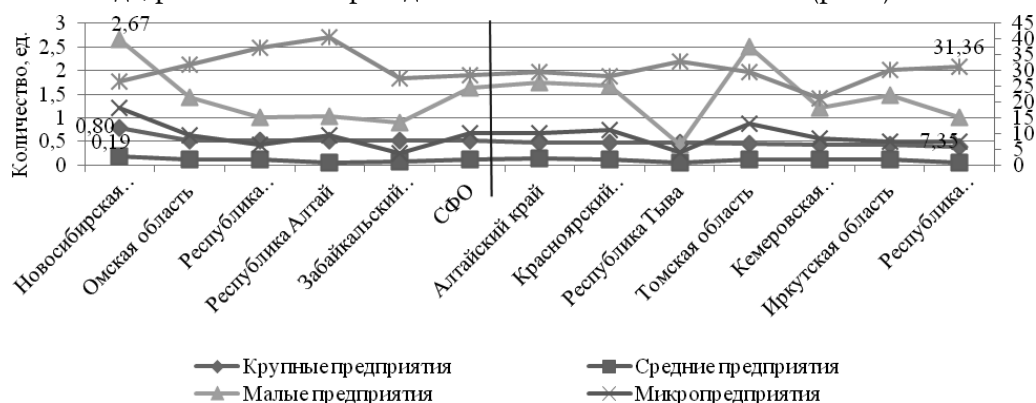 3
2,5
2
1,5
1
0,5
0
Количество, ед.
2,67
0,80
0,19
31,36
7,35
45
40
35
30
25
20
15
10
5
0
Новосибирская..
Омская область
Республика..
Республика Алтай
Забайкальский..
СФО
Алтайский край
Красноярский..
Республика Тыва
Томская область
Кемеровская..
Иркутская область
Республика..
Крупные предприятия
Средние предприятия
Малые предприятия
Микропредприятия